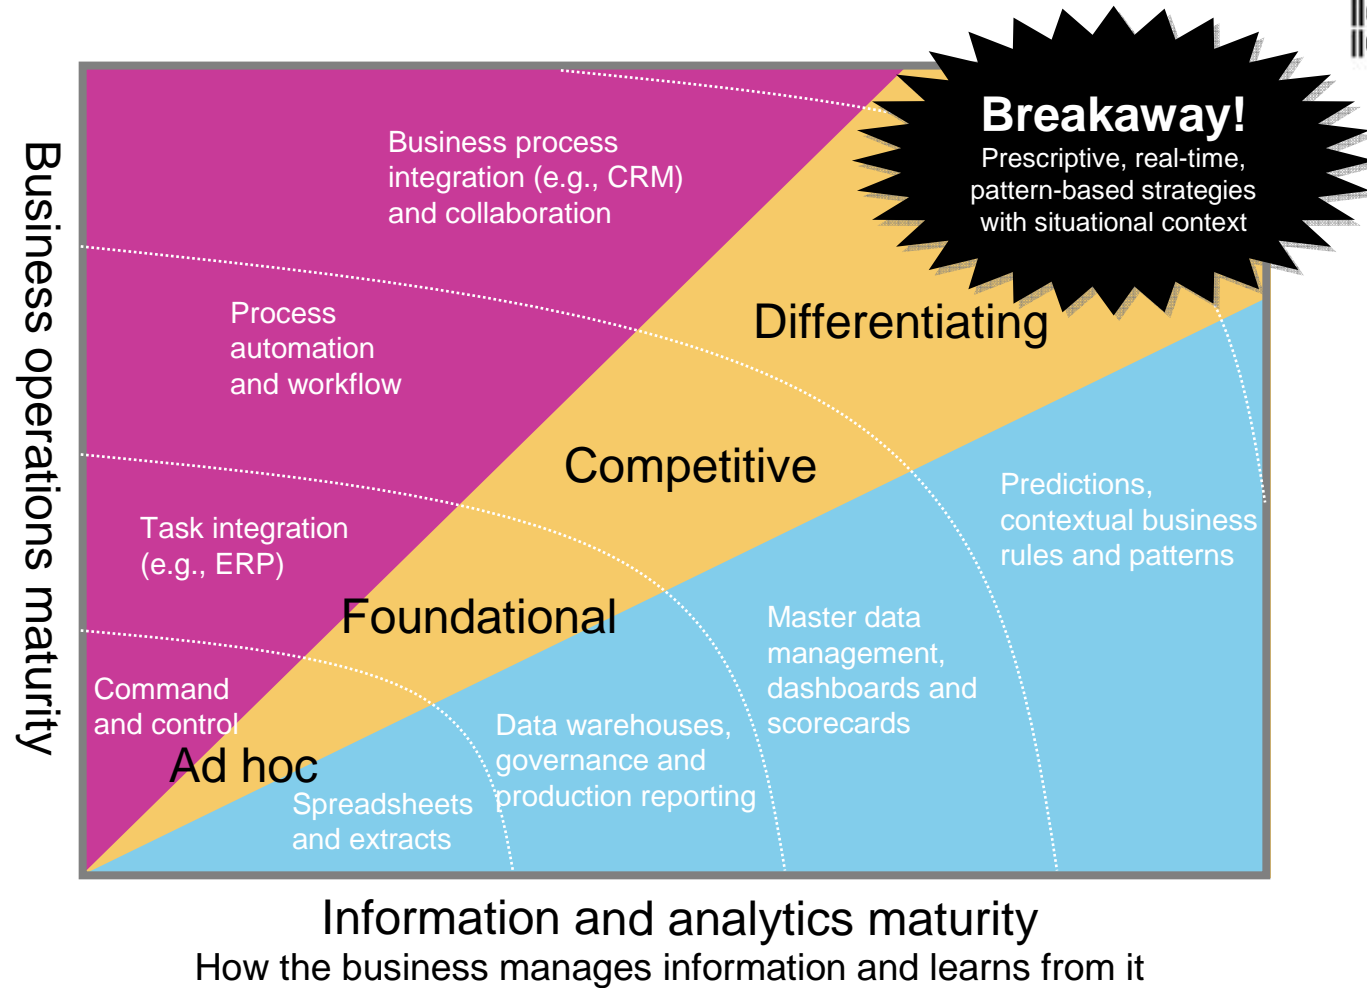 Breakaway!
Prescriptive, real-time,
pattern-based strategies
with situational context
Business operations maturity
Business process
integration (e.g., CRM)
and collaboration
Process
automation
and workflow
Task integration
(e.g., ERP)
Command
and control
Differentiating
Competitive
Foundational
Ad hoc
Predictions,
contextual business
rules and patterns
Master data
management,
dashboards and
scorecards
Data warehouses,
governance and
production reporting
Spreadsheets
and extracts
Information and analytics maturity
How the business manages information and learns from it